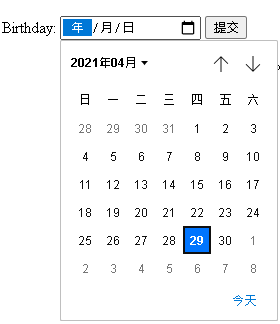 Birthday: 年/月/日 提交
2021年04月
日 一 二 三 四 五 六
28 29 30 31 1 2 3
4 5 6 7 8 9 10
11 12 13 14 15 16 17
18 19 20 21 22 23 24
25 26 27 28 29 30 1
2 3 4 5 6 7 8
今天